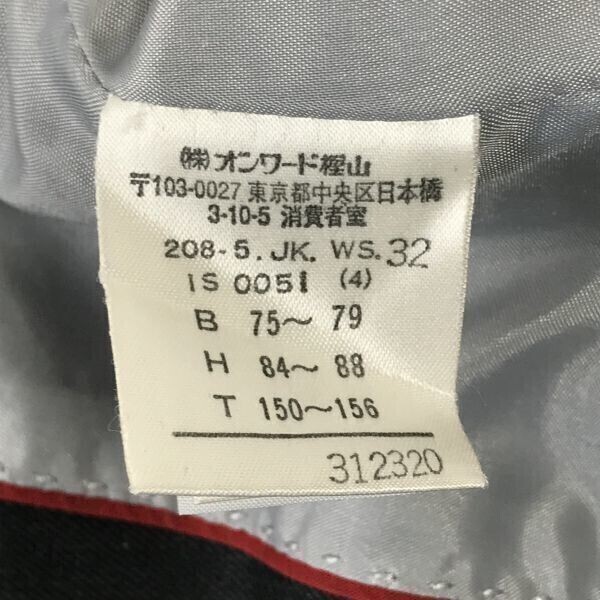 ㈱オンワード樫山
〒103-0027 東京都中央区日本橋
3-10-5 消費者室
208-5.JK. WS.32
IS 0051 (4)
B 75～ 79
H 84～ 88
T 150～156
312320